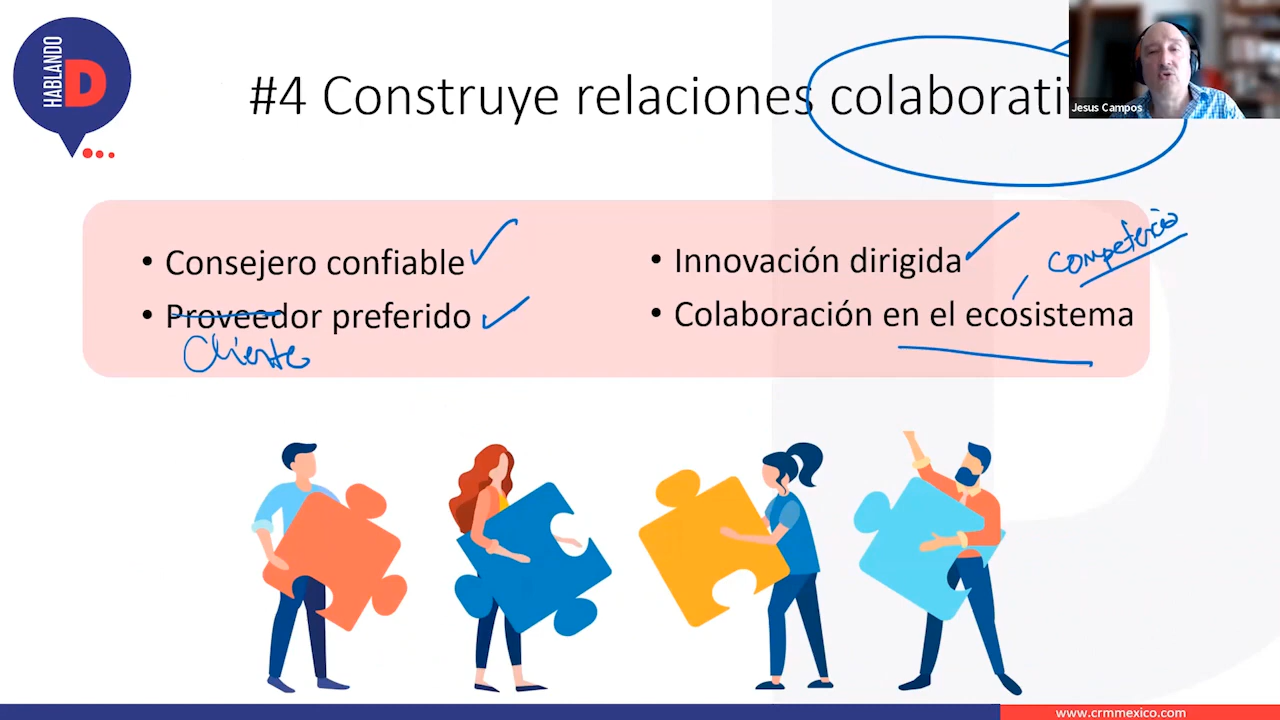 HABLANDO
D
#4 Construye relaciones colaborati
Jesus Campos
• Consejero confiable
• Proveedor preferido
Cliente
• Innovación dirigida
competencia
• Colaboración en el ecosistema
www.crmmexico.com